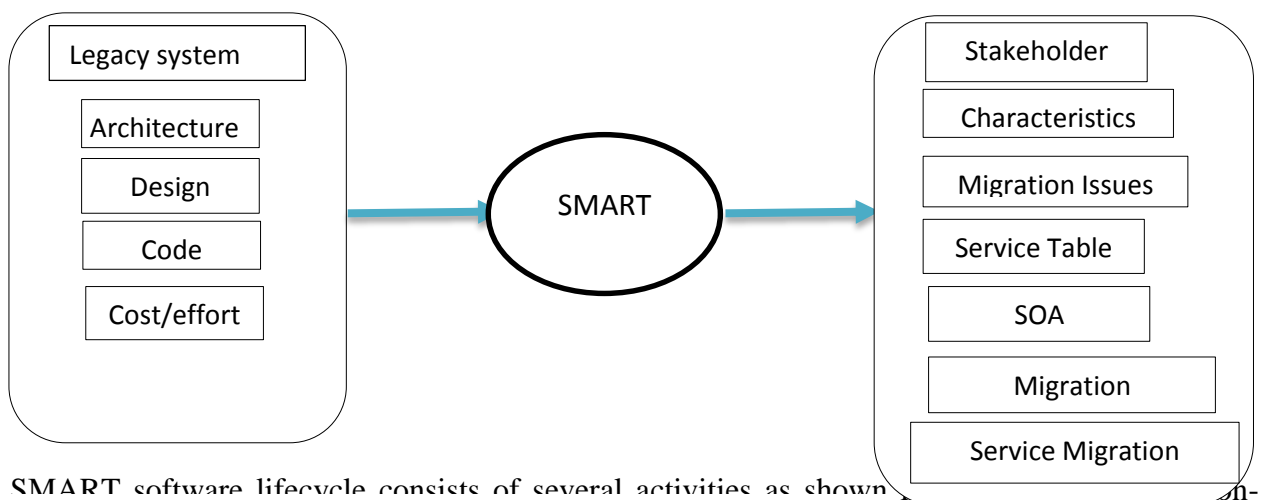 Legacy system
Architecture
Design
Code
Cost/effort
SMART
Stakeholder
Characteristics
Migration Issues
Service Table
SOA
Migration
Service Migration
SMART software lifecycle consists of several activities as shown